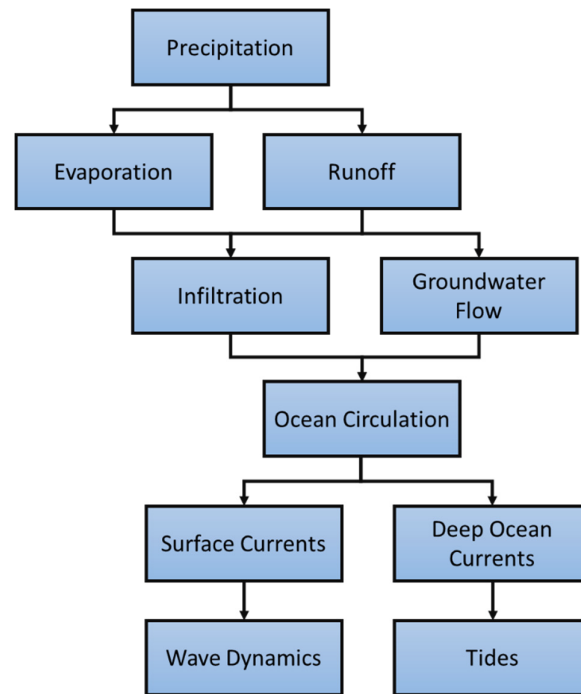 Precipitation
Evaporation
Runoff
Infiltration
Groundwater
Flow
Ocean Circulation
Surface Currents
Deep Ocean
Currents
Wave Dynamics
Tides